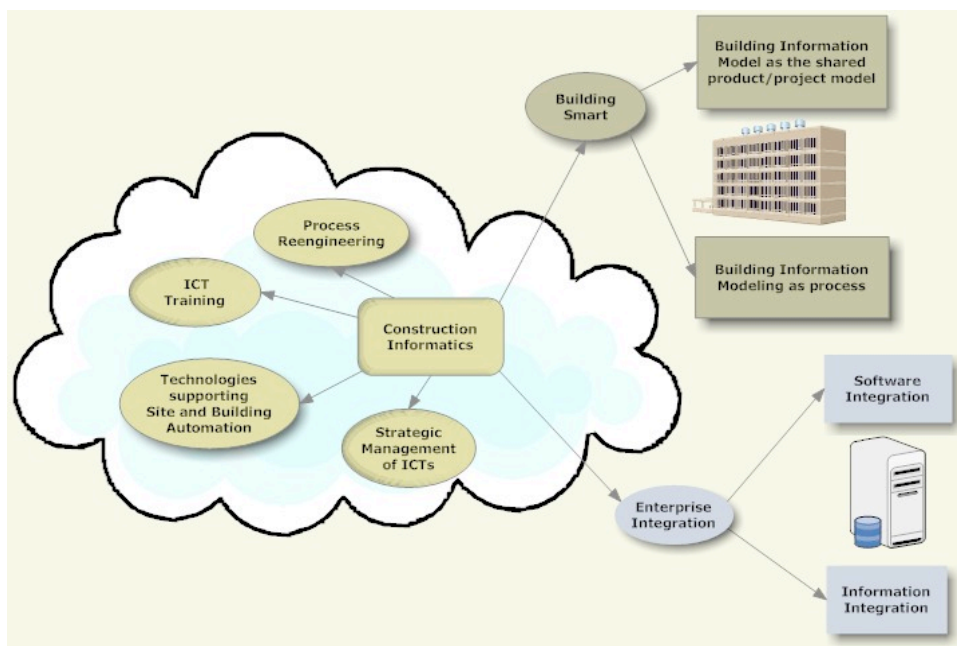 Building Information
Model as the shared
product/project model
Building
Smart
Process
Reengineering
Building Information
Modeling as process
ICT
Training
Construction
Informatics
Technologies
supporting
Site and Building
Automation
Strategic
Management
of ICTs
Software
Integration
Enterprise
Integration
Information
Integration